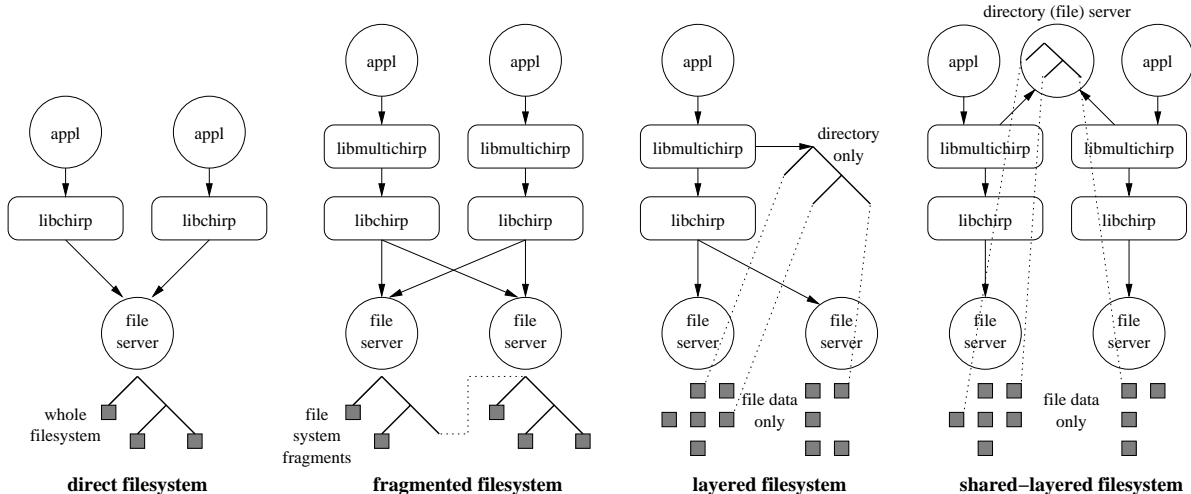 appl
appl
libchirp
libchirp
file
server
whole
filesystem
direct filesystem
appl
appl
libmultichirp
libmultichirp
libchirp
libchirp
file
server
file
server
file
system
fragments
fragmented filesystem
appl
libmultichirp
directory
only
libchirp
file
server
file
server
file data
only
layered filesystem
directory (file) server
appl
appl
libmultichirp
libmultichirp
libchirp
libchirp
file
server
file
server
file data
only
shared−layered filesystem